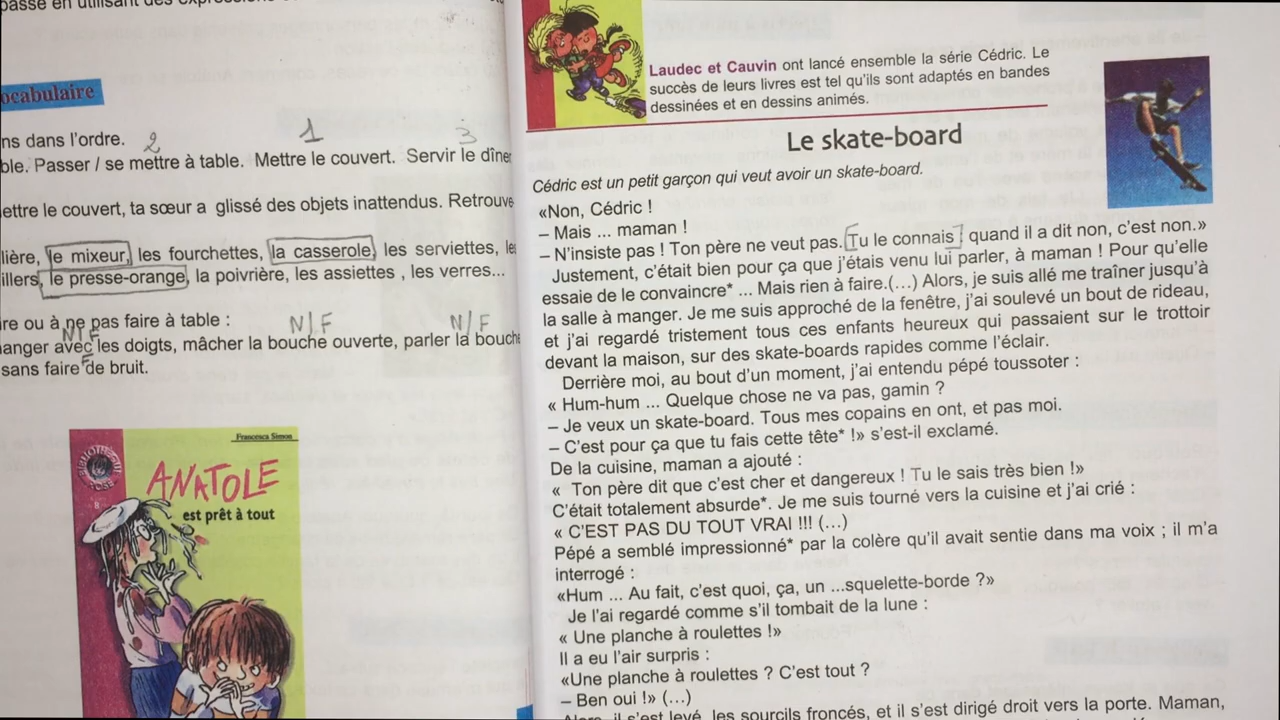 passé en utilisant des
ocabulaire
ns dans l'ordre.
2 1 3
ble. Passer / se mettre à table. Mettre le couvert. Servir le dîne
ettre le couvert, ta sœur a glissé des objets inattendus. Retrouve
lière, le mixeur, les fourchettes, la casserole, les serviettes, le
illers, le presse-orange, la poivrière, les assiettes , les verres...
ire ou à ne pas faire à table :
N/F N/F N/F
anger avec les doigts, mâcher la bouche ouverte, parler la bouche
F
sans faire de bruit.
Francesca Simon
ANATOLE
est prêt à tout
Laudec et Cauvin ont lancé ensemble la série Cédric. Le
succès de leurs livres est tel qu'ils sont adaptés en bandes
dessinées et en dessins animés.
Le skate-board
Cédric est un petit garçon qui veut avoir un skate-board.
«Non, Cédric !
– Mais ... maman !
– N'insiste pas ! Ton père ne veut pas. Tu le connais , quand il a dit non, c'est non.»
Justement, c'était bien pour ça que j'étais venu lui parler, à maman ! Pour qu'elle
essaie de le convaincre* ... Mais rien à faire.(...) Alors, je suis allé me traîner jusqu'à
la salle à manger. Je me suis approché de la fenêtre, j'ai soulevé un bout de rideau,
et j'ai regardé tristement tous ces enfants heureux qui passaient sur le trottoir
devant la maison, sur des skate-boards rapides comme l'éclair.
Derrière moi, au bout d'un moment, j'ai entendu pépé toussoter :
« Hum-hum ... Quelque chose ne va pas, gamin ?
– Je veux un skate-board. Tous mes copains en ont, et pas moi.
– C'est pour ça que tu fais cette tête* !» s'est-il exclamé.
De la cuisine, maman a ajouté :
« Ton père dit que c'est cher et dangereux ! Tu le sais très bien !»
C'était totalement absurde*. Je me suis tourné vers la cuisine et j'ai crié :
« C'EST PAS DU TOUT VRAI !!! (...)
Pépé a semblé impressionné* par la colère qu'il avait sentie dans ma voix ; il m'a
interrogé :
«Hum ... Au fait, c'est quoi, ça, un ...squelette-borde ?»
Je l'ai regardé comme s'il tombait de la lune :
« Une planche à roulettes !»
Il a eu l'air surpris :
«Une planche à roulettes ? C'est tout ?
– Ben oui !» (...)
Alors, il s'est levé, les sourcils froncés, et il s'est dirigé droit vers la porte. Maman,